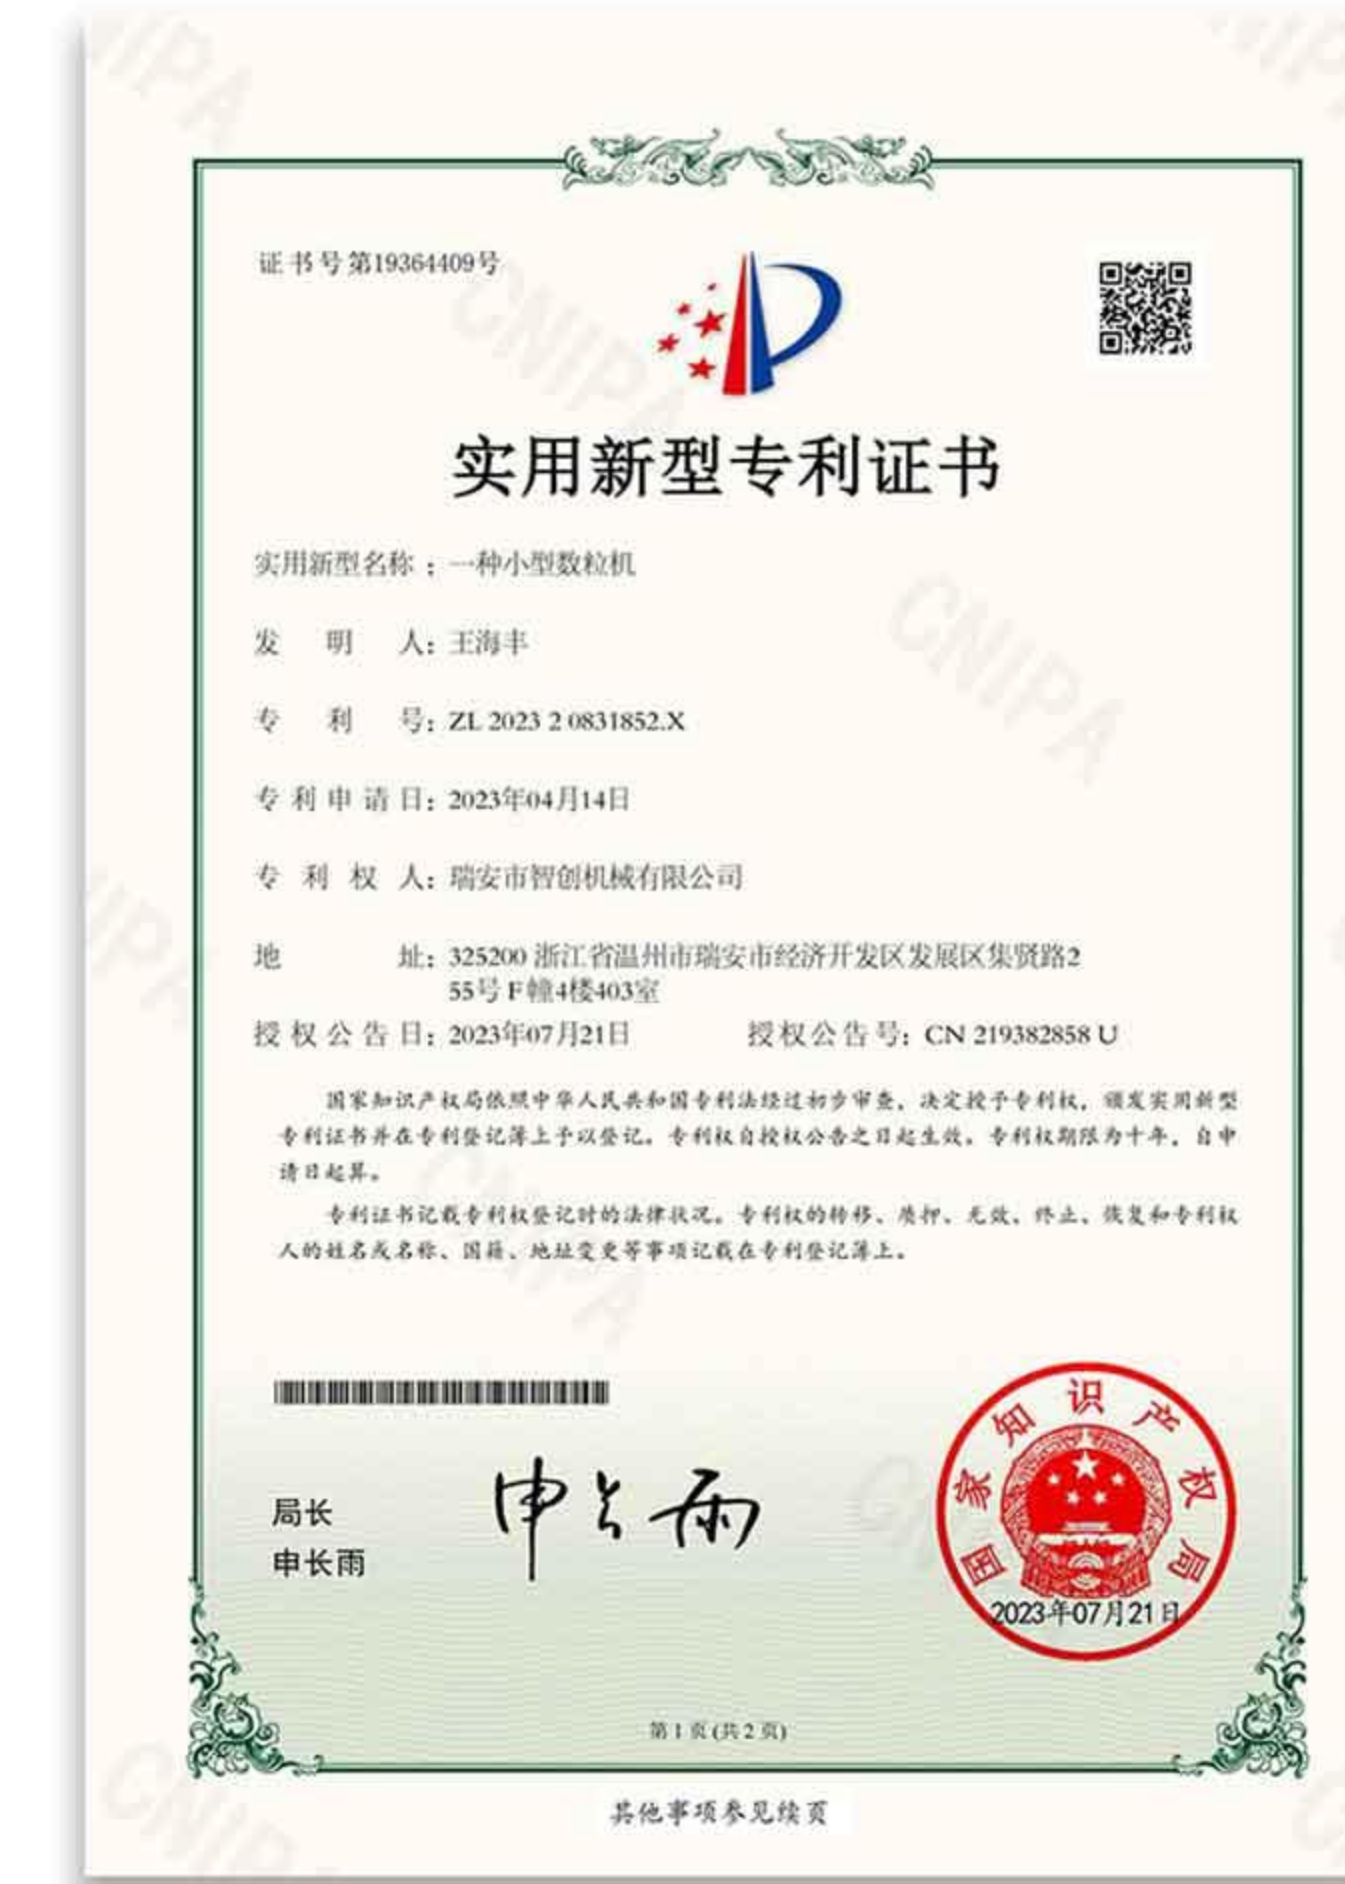 证书号第19364409号
实用新型专利证书
实用新型名称：一种小型数粒机
发明人：王海丰
专利号：ZL 2023 2 0831852.X
专利申请日：2023年04月14日
专利权人：瑞安市智创机械有限公司
地址：325200 浙江省温州市瑞安市经济开发区发展区集贤路2
55号F幢4楼403室
授权公告日：2023年07月21日 授权公告号：CN 219382858 U
国家知识产权局依照中华人民共和国专利法经过初步审查，决定授予专利权，颁发实用新型
专利证书并在专利登记簿上予以登记。专利权自授权公告之日起生效。专利权期限为十年，自申
请日起算。
专利证书记载专利权登记时的法律状况。专利权的转移、质押、无效、终止、恢复和专利权
人的姓名或名称、国籍、地址变更等事项记载在专利登记簿上。
局长
申长雨
申长雨
国家知识产权局
2023年07月21日
第1页(共2页)
其他事项参见续页
CNIPA
CNIPA
CNIPA
CNIPA